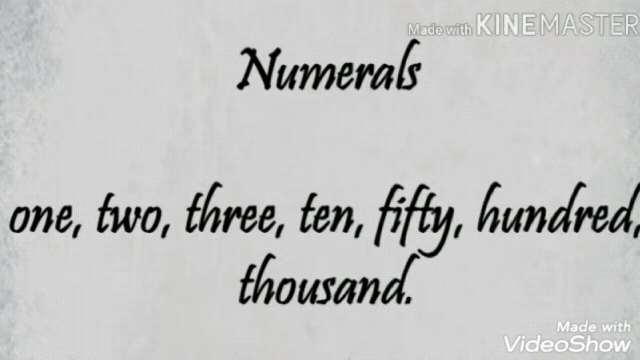 Made with KINEMASTER
Numerals
one, two, three, ten, fifty, hundred,
thousand.
Made with
VideoShow